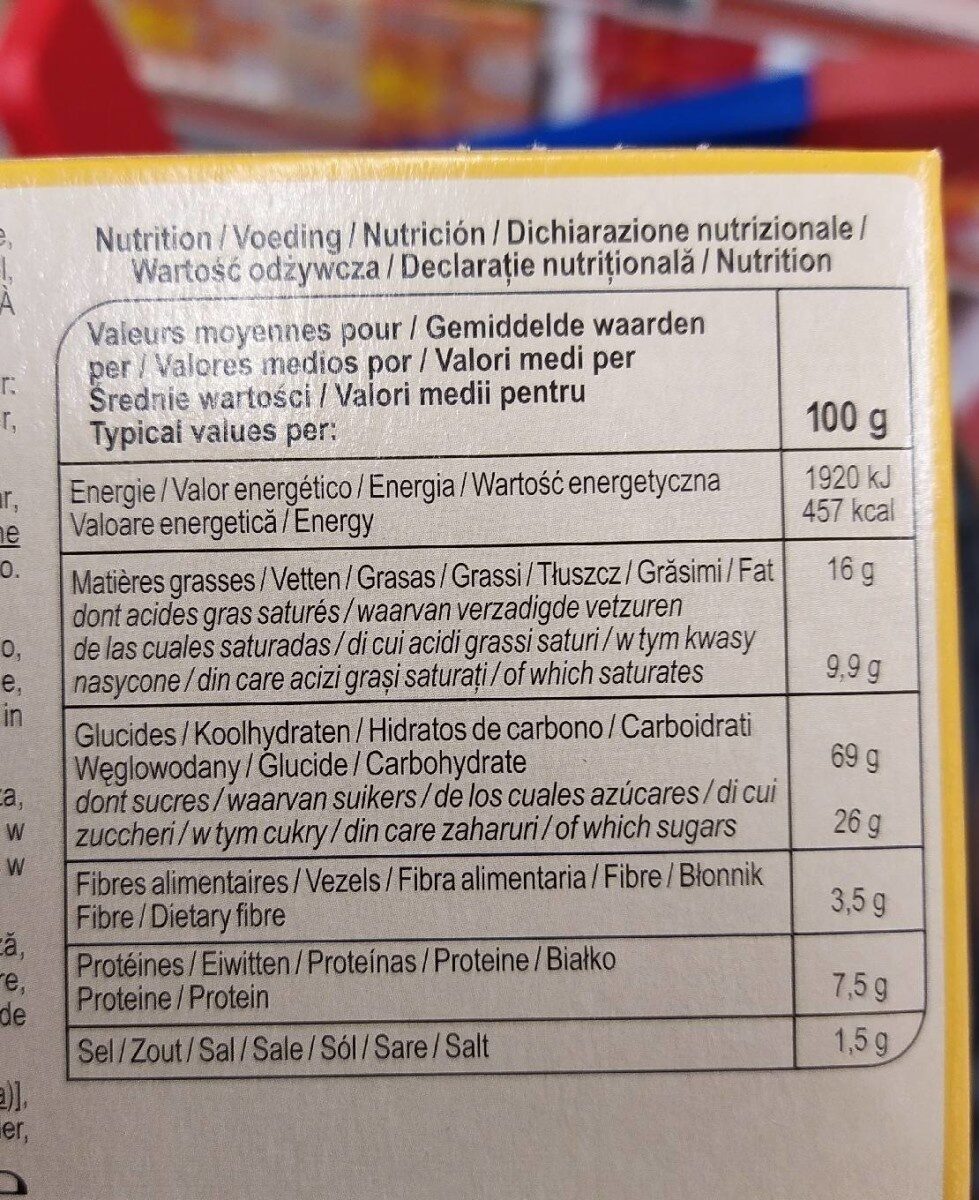 Nutrition / Voeding / Nutrición / Dichiarazione nutrizionale /
Wartość odżywcza / Declarație nutrițională / Nutrition
Valeurs moyennes pour / Gemiddelde waarden
per / Valores medios por / Valori medi per
Średnie wartości / Valori medii pentru
Typical values per:
100 g
Energie / Valor energético / Energia / Wartość energetyczna
Valoare energetică / Energy
1920 kJ
457 kcal
Matières grasses / Vetten / Grasas / Grassi / Tłuszcz / Grăsimi / Fat
16 g
dont acides gras saturés / waarvan verzadigde vetzuren
de las cuales saturadas / di cui acidi grassi saturi / w tym kwasy
nasycone / din care acizi grași saturați / of which saturates
9,9 g
Glucides / Koolhydraten / Hidratos de carbono / Carboidrati
Węglowodany / Glucide / Carbohydrate
69 g
dont sucres / waarvan suikers / de los cuales azúcares / di cui
zuccheri / w tym cukry / din care zaharuri / of which sugars
26 g
Fibres alimentaires / Vezels / Fibra alimentaria / Fibre / Błonnik
Fibre / Dietary fibre
3,5 g
Protéines / Eiwitten / Proteínas / Proteine / Białko
Proteine / Protein
7,5 g
Sel / Zout / Sal / Sale / Sól / Sare / Salt
1,5 g